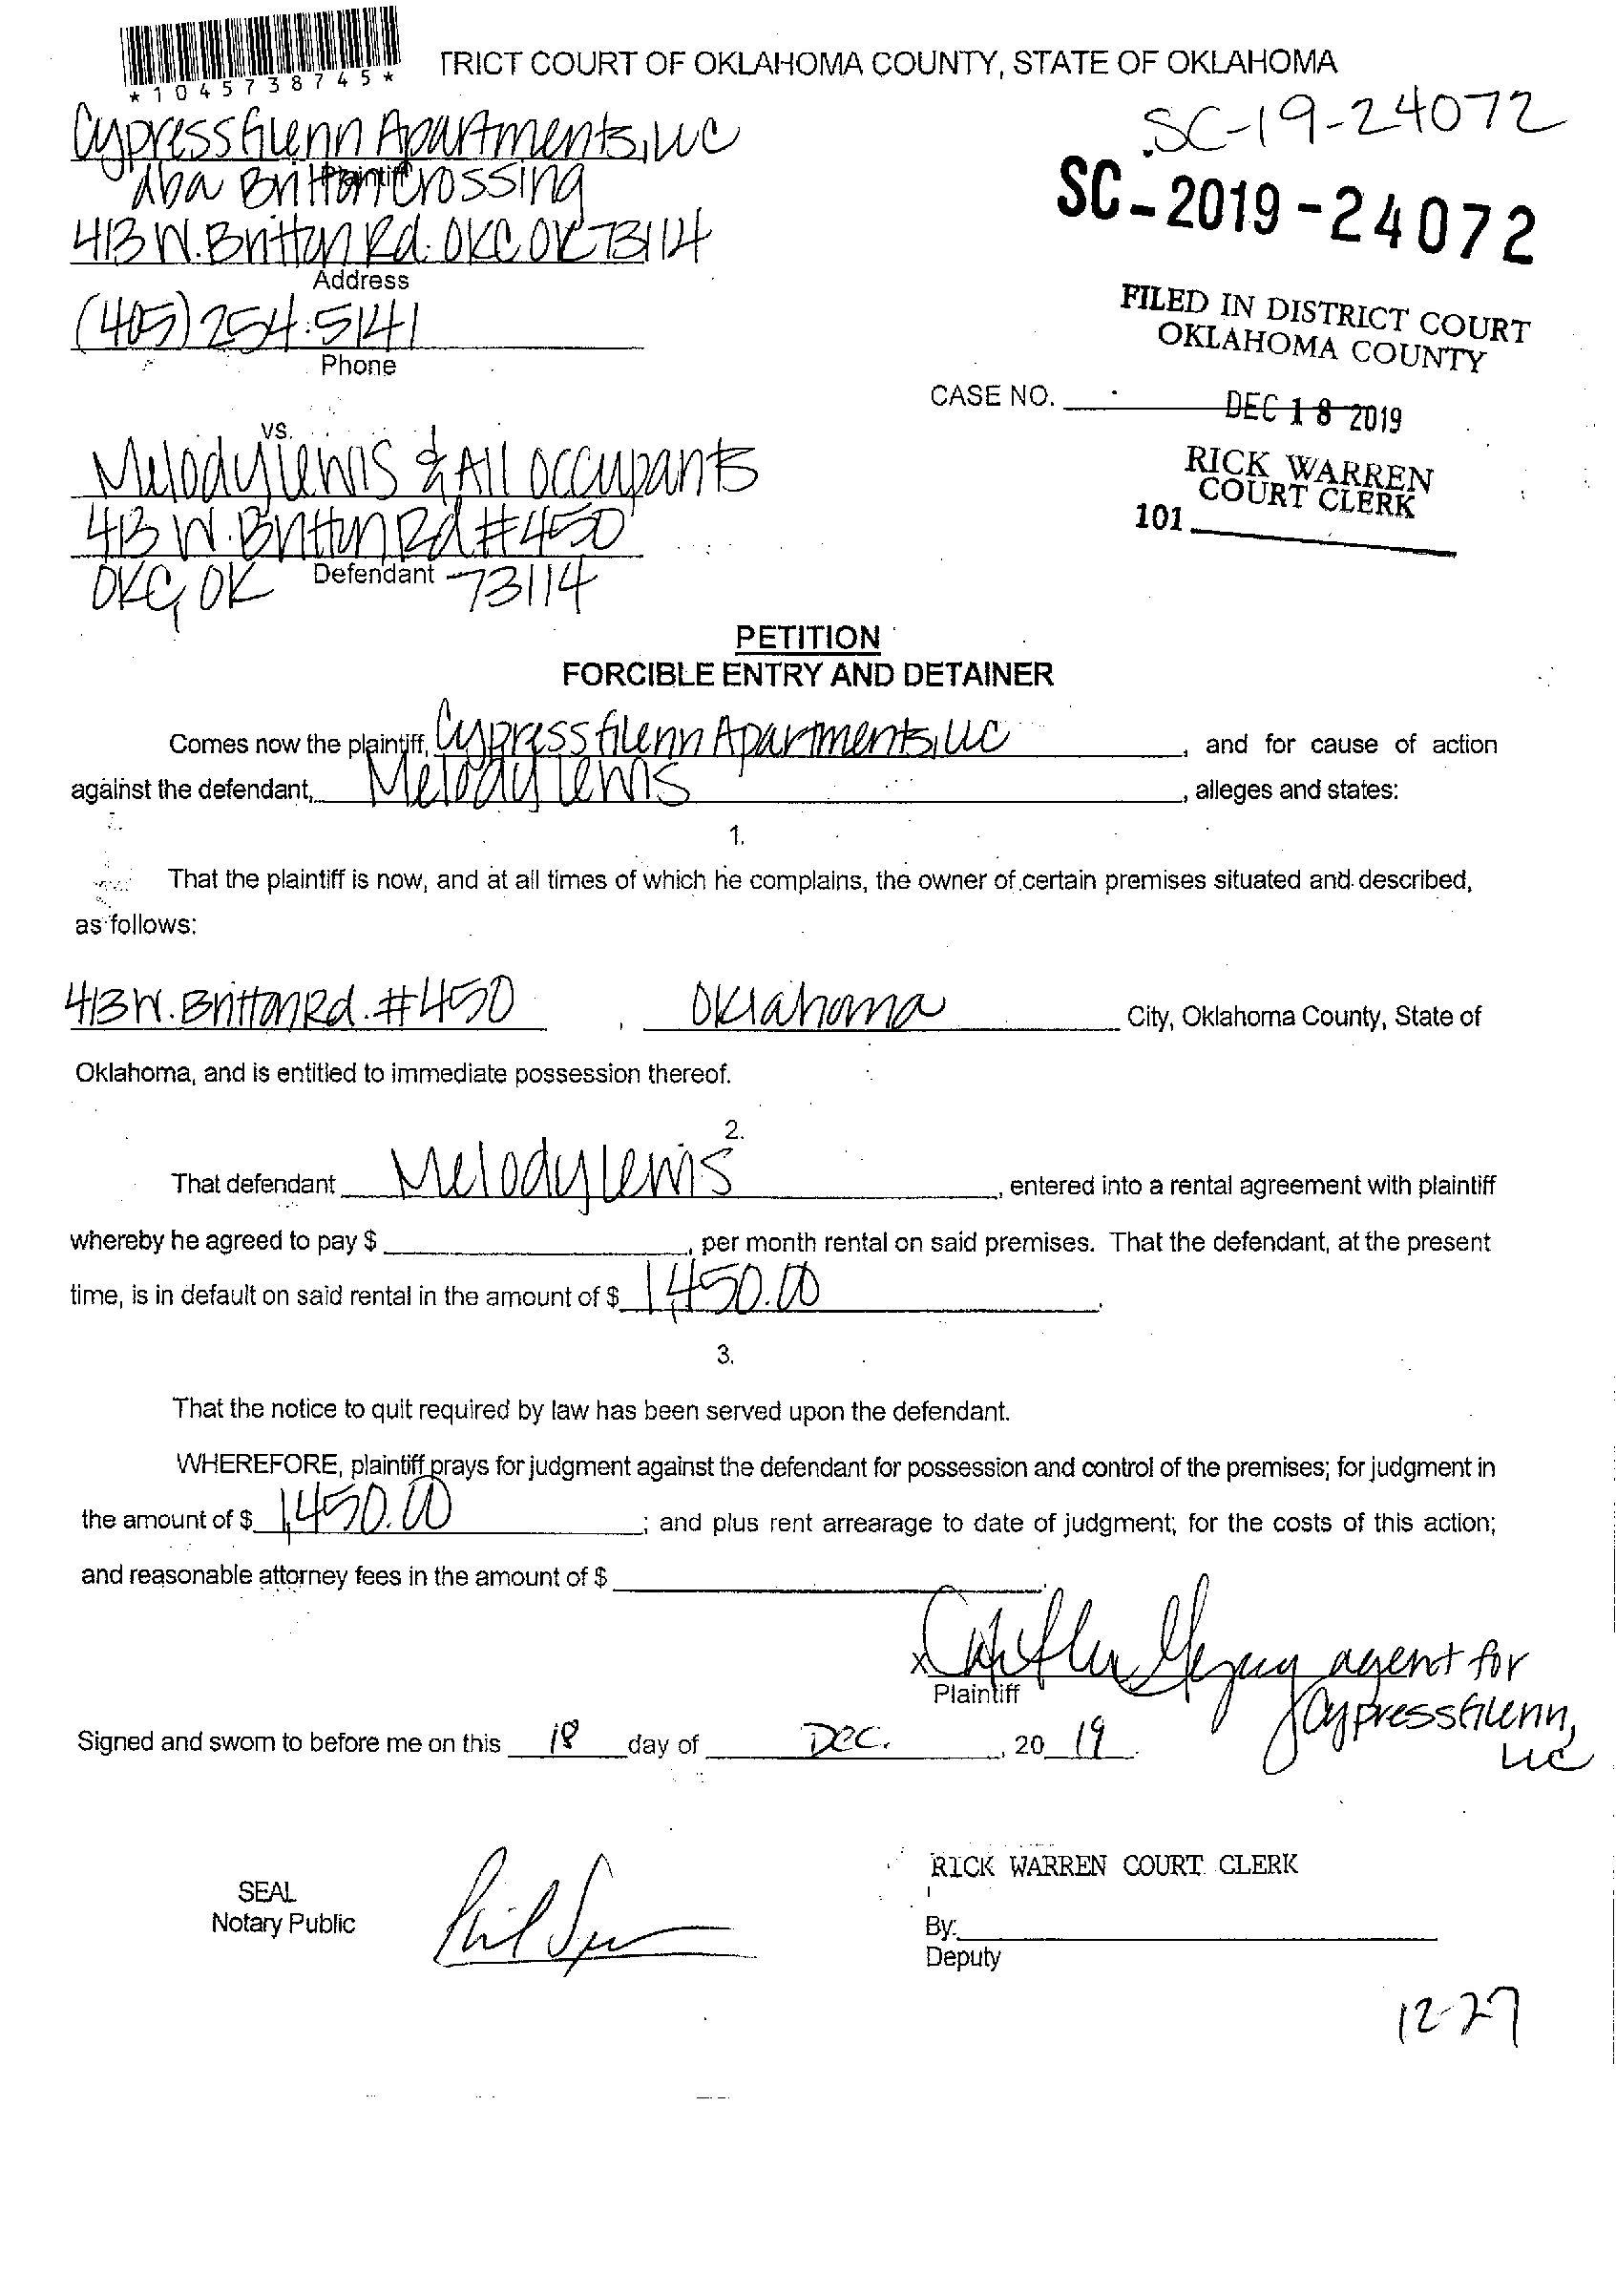 *1045738745*
TRICT COURT OF OKLAHOMA COUNTY, STATE OF OKLAHOMA
SC-19-24072
Cypress Glenn Apartments, LLC
dba Britton Crossing
Plaintiff
SC-2019-24072
413 W. Britton Rd. OKC OK 73114
Address
(405) 254-5141
Phone
FILED IN DISTRICT COURT
OKLAHOMA COUNTY
CASE NO.
DEC 18 2019
vs.
RICK WARREN
COURT CLERK
Melody Lewis & All occupants
101
413 W. Britton Rd #450
Defendant
OKC, OK 73114
PETITION
FORCIBLE ENTRY AND DETAINER
Comes now the plaintiff, Cypress Glenn Apartments, LLC, and for cause of action
against the defendant, Melody Lewis, alleges and states:
1.
That the plaintiff is now, and at all times of which he complains, the owner of certain premises situated and described,
as follows:
413 W. Britton Rd. #450, Oklahoma City, Oklahoma County, State of
Oklahoma, and is entitled to immediate possession thereof.
2.
That defendant Melody Lewis, entered into a rental agreement with plaintiff
whereby he agreed to pay $, per month rental on said premises. That the defendant, at the present
time, is in default on said rental in the amount of $ 1,450.00.
3.
That the notice to quit required by law has been served upon the defendant.
WHEREFORE, plaintiff prays for judgment against the defendant for possession and control of the premises; for judgment in
the amount of $ 1,450.00; and plus rent arrearage to date of judgment; for the costs of this action;
and reasonable attorney fees in the amount of $.
x agent for
Plaintiff
Cypress Glenn,
LLC
Signed and sworn to before me on this 18 day of Dec., 20 19.
RICK WARREN COURT CLERK
SEAL
Notary Public
By:
Deputy
12-27